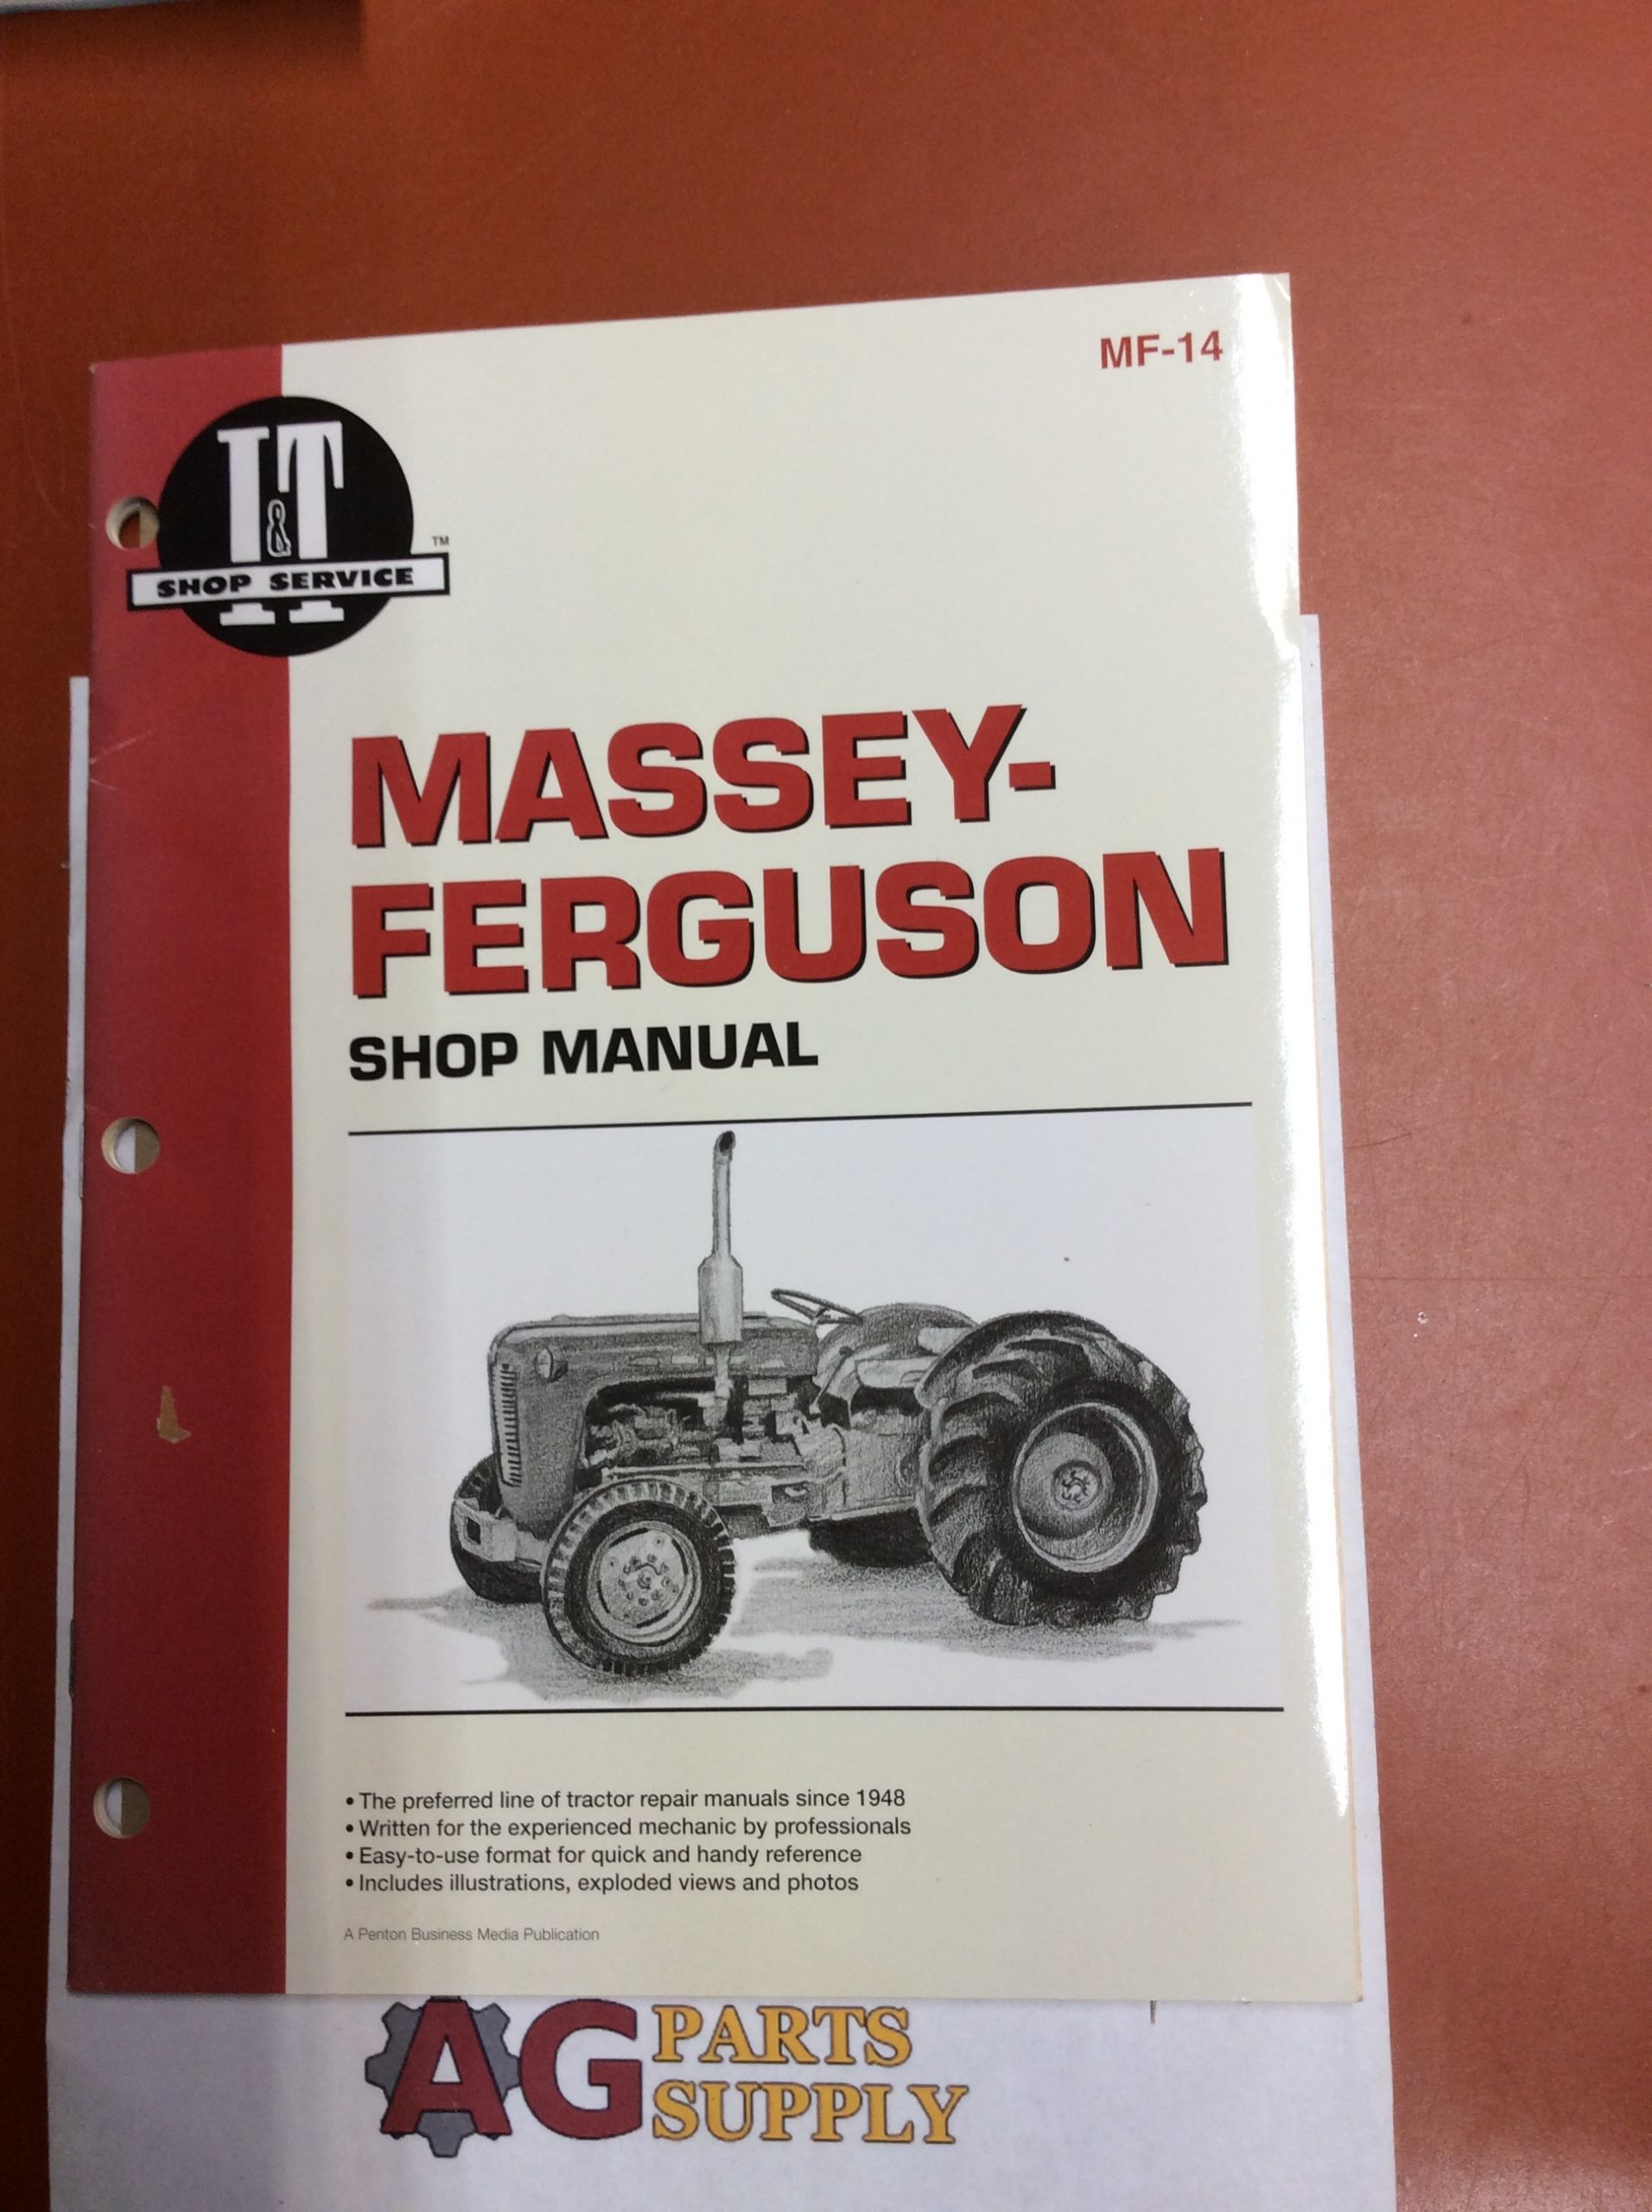 MF-14
I&T
TM
SHOP SERVICE
MASSEY-
FERGUSON
SHOP MANUAL
• The preferred line of tractor repair manuals since 1948
• Written for the experienced mechanic by professionals
• Easy-to-use format for quick and handy reference
• Includes illustrations, exploded views and photos
A Penton Business Media Publication
AG PARTS
SUPPLY